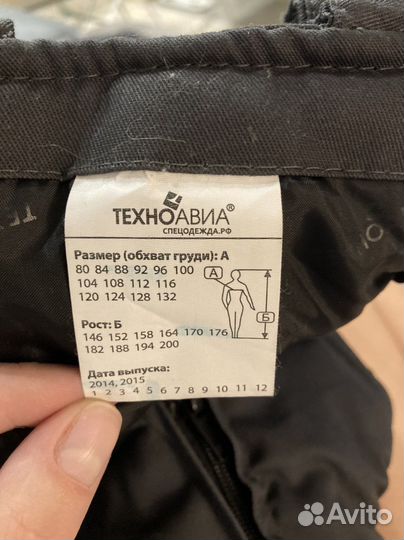 ТЕХНОАВИА®
СПЕЦОДЕЖДА.РФ
Размер (обхват груди): А
80 84 88 92 96 100
104 108 112 116
120 124 128 132
А
Б
Рост: Б
146 152 158 164 170 176
182 188 194 200
Дата выпуска:
2014, 2015
1 2 3 4 5 6 7 8 9 10 11 12
Avito